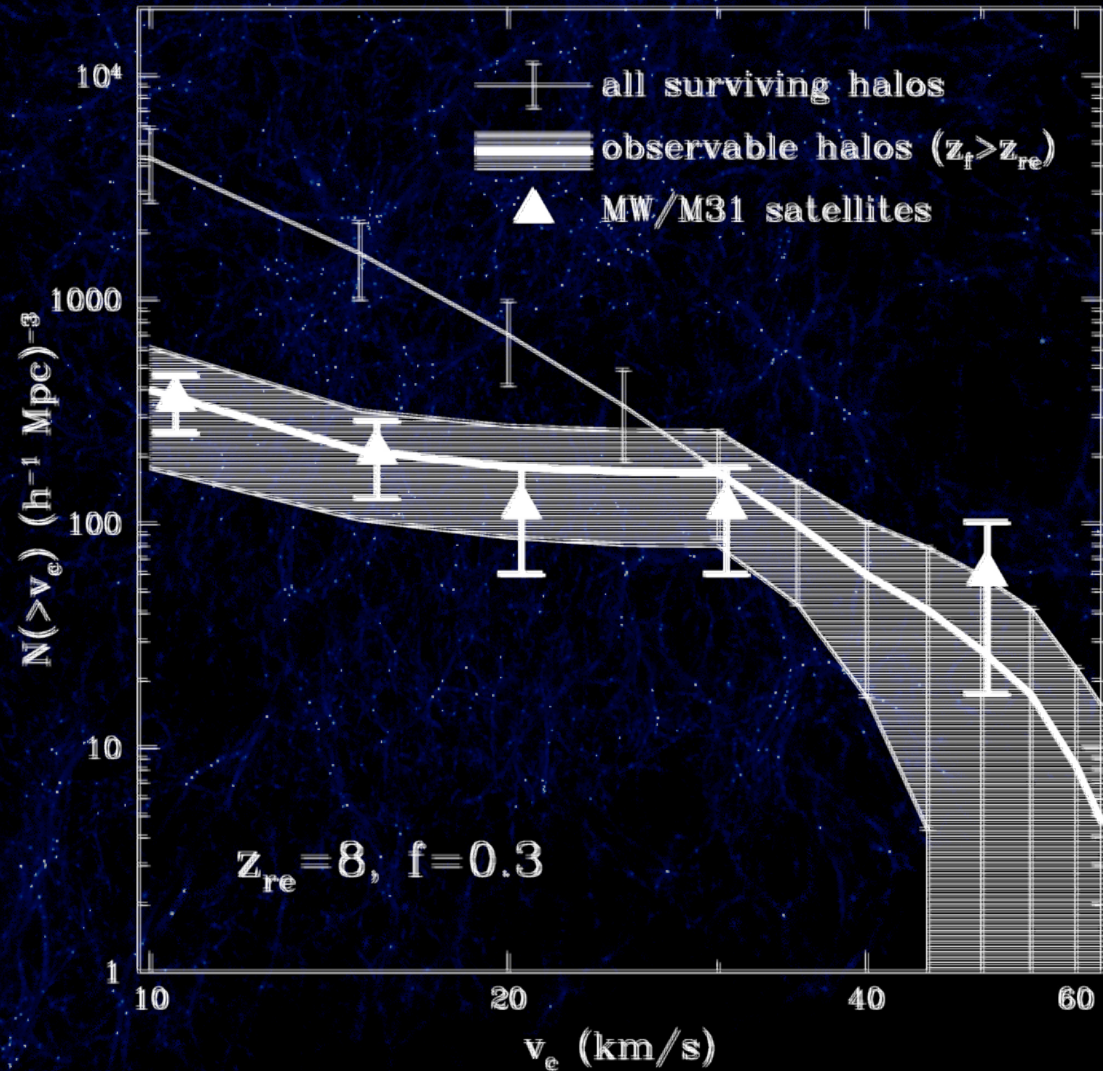 10⁴
1000
100
10
1
N(>v_c) (h⁻¹ Mpc)⁻³
all surviving halos
observable halos (z_f>z_re)
MW/M31 satellites
z_re=8, f=0.3
10 20 40 60
v_c (km/s)